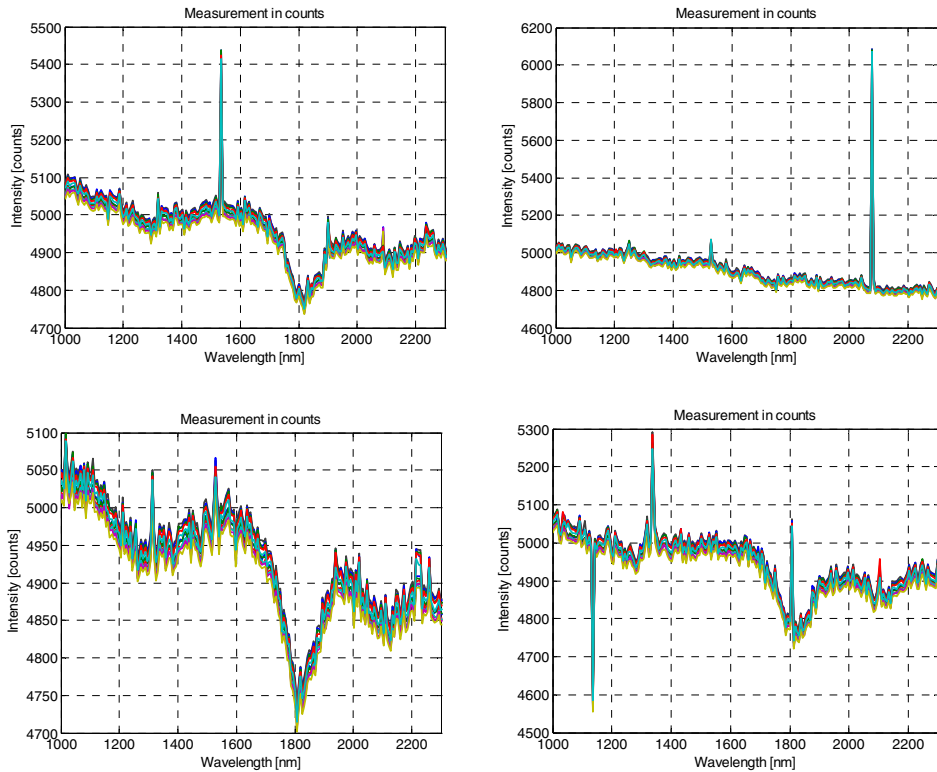 Measurement in counts
5500
5400
5300
5200
5100
5000
4900
4800
4700
1000 1200 1400 1600 1800 2000 2200
Intensity [counts]
Wavelength [nm]
Measurement in counts
6200
6000
5800
5600
5400
5200
5000
4800
4600
1000 1200 1400 1600 1800 2000 2200
Intensity [counts]
Wavelength [nm]
Measurement in counts
5100
5050
5000
4950
4900
4850
4800
4750
4700
1000 1200 1400 1600 1800 2000 2200
Intensity [counts]
Wavelength [nm]
Measurement in counts
5300
5200
5100
5000
4900
4800
4700
4600
4500
1000 1200 1400 1600 1800 2000 2200
Intensity [counts]
Wavelength [nm]